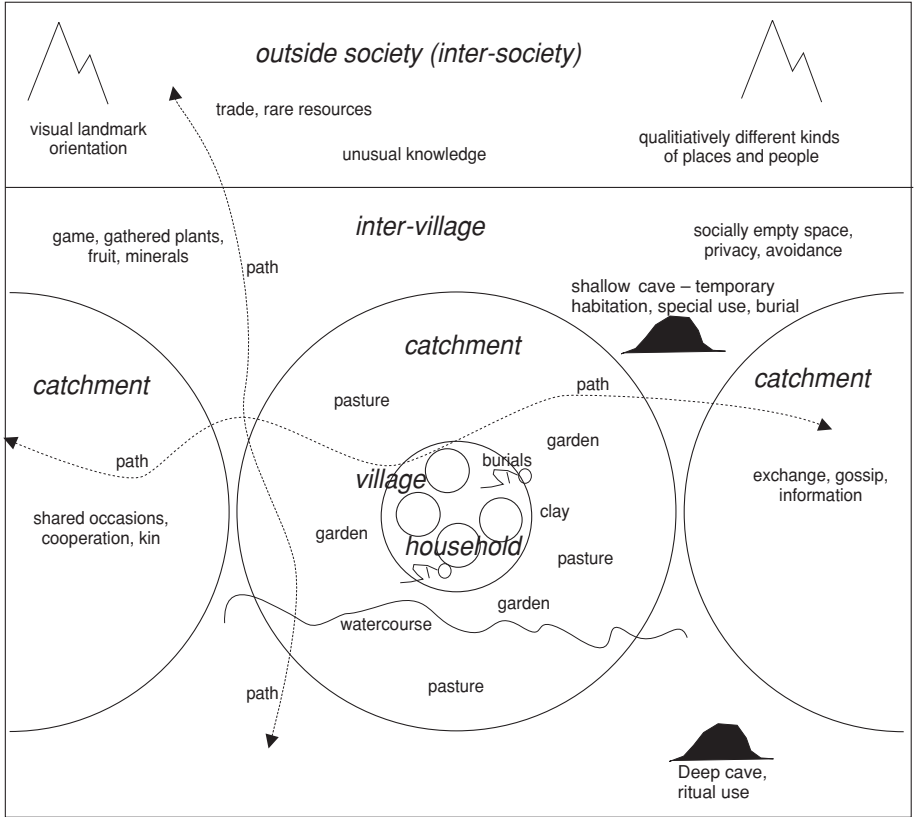 outside society (inter-society)
trade, rare resources
visual landmark
orientation
unusual knowledge
qualitiatively different kinds
of places and people
inter-village
game, gathered plants,
fruit, minerals
socially empty space,
privacy, avoidance
path
shallow cave – temporary
habitation, special use, burial
catchment
catchment
catchment
path
pasture
garden
path
burials
village
exchange, gossip,
information
shared occasions,
cooperation, kin
clay
garden
household
pasture
garden
watercourse
path
pasture
Deep cave,
ritual use